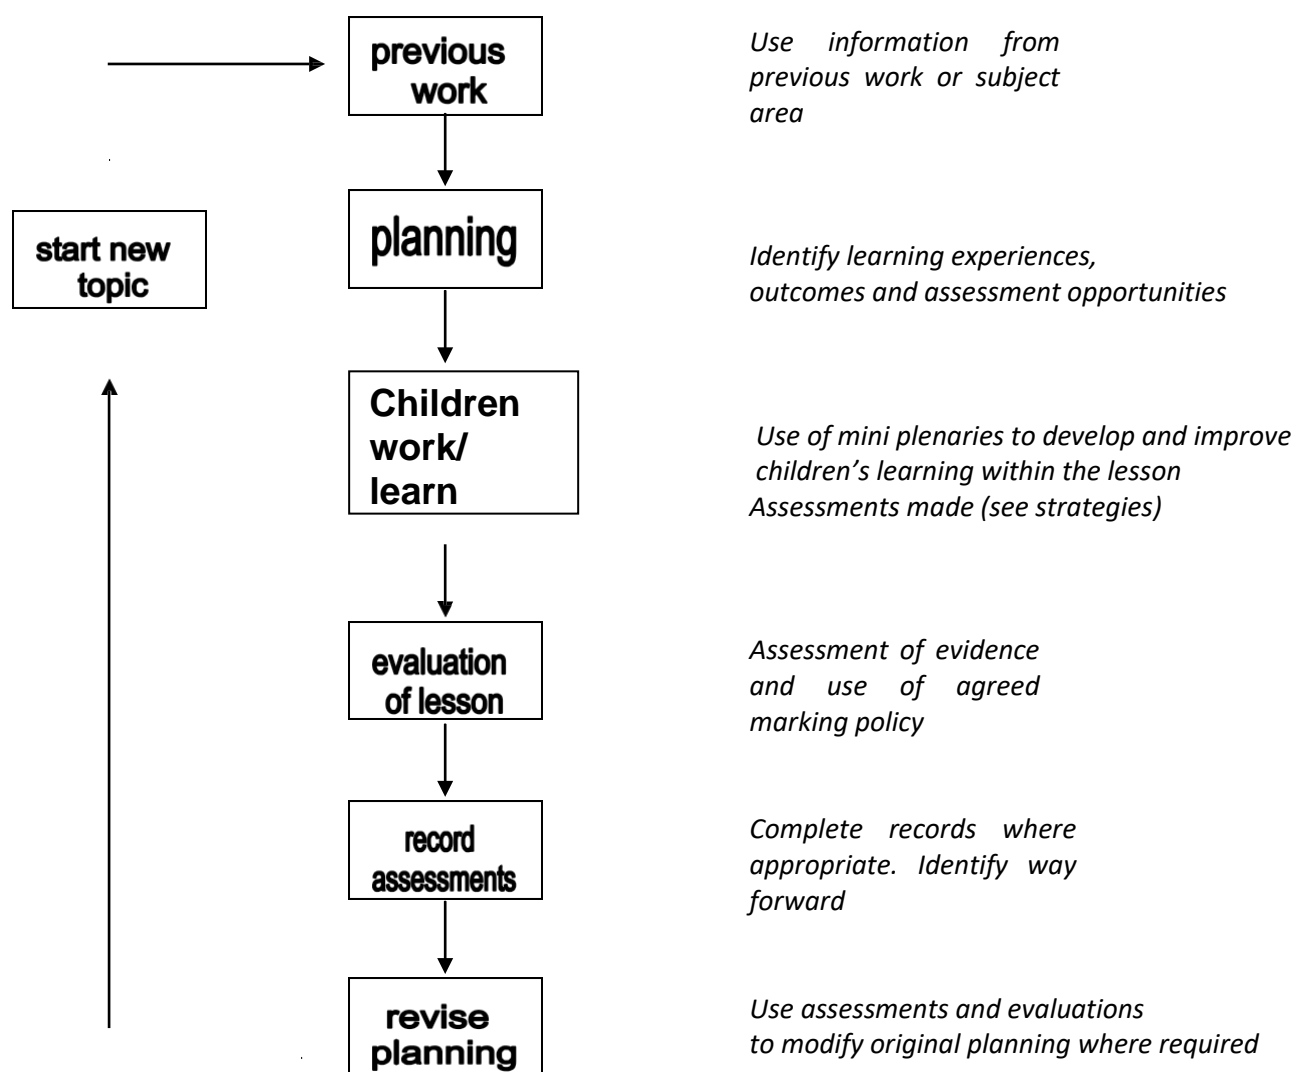 previous
work
Use information from
previous work or subject
area
planning
start new
topic
Identify learning experiences,
outcomes and assessment opportunities
Children
work/
learn
Use of mini plenaries to develop and improve
children’s learning within the lesson
Assessments made (see strategies)
evaluation
of lesson
Assessment of evidence
and use of agreed
marking policy
record
assessments
Complete records where
appropriate. Identify way
forward
revise
planning
Use assessments and evaluations
to modify original planning where required